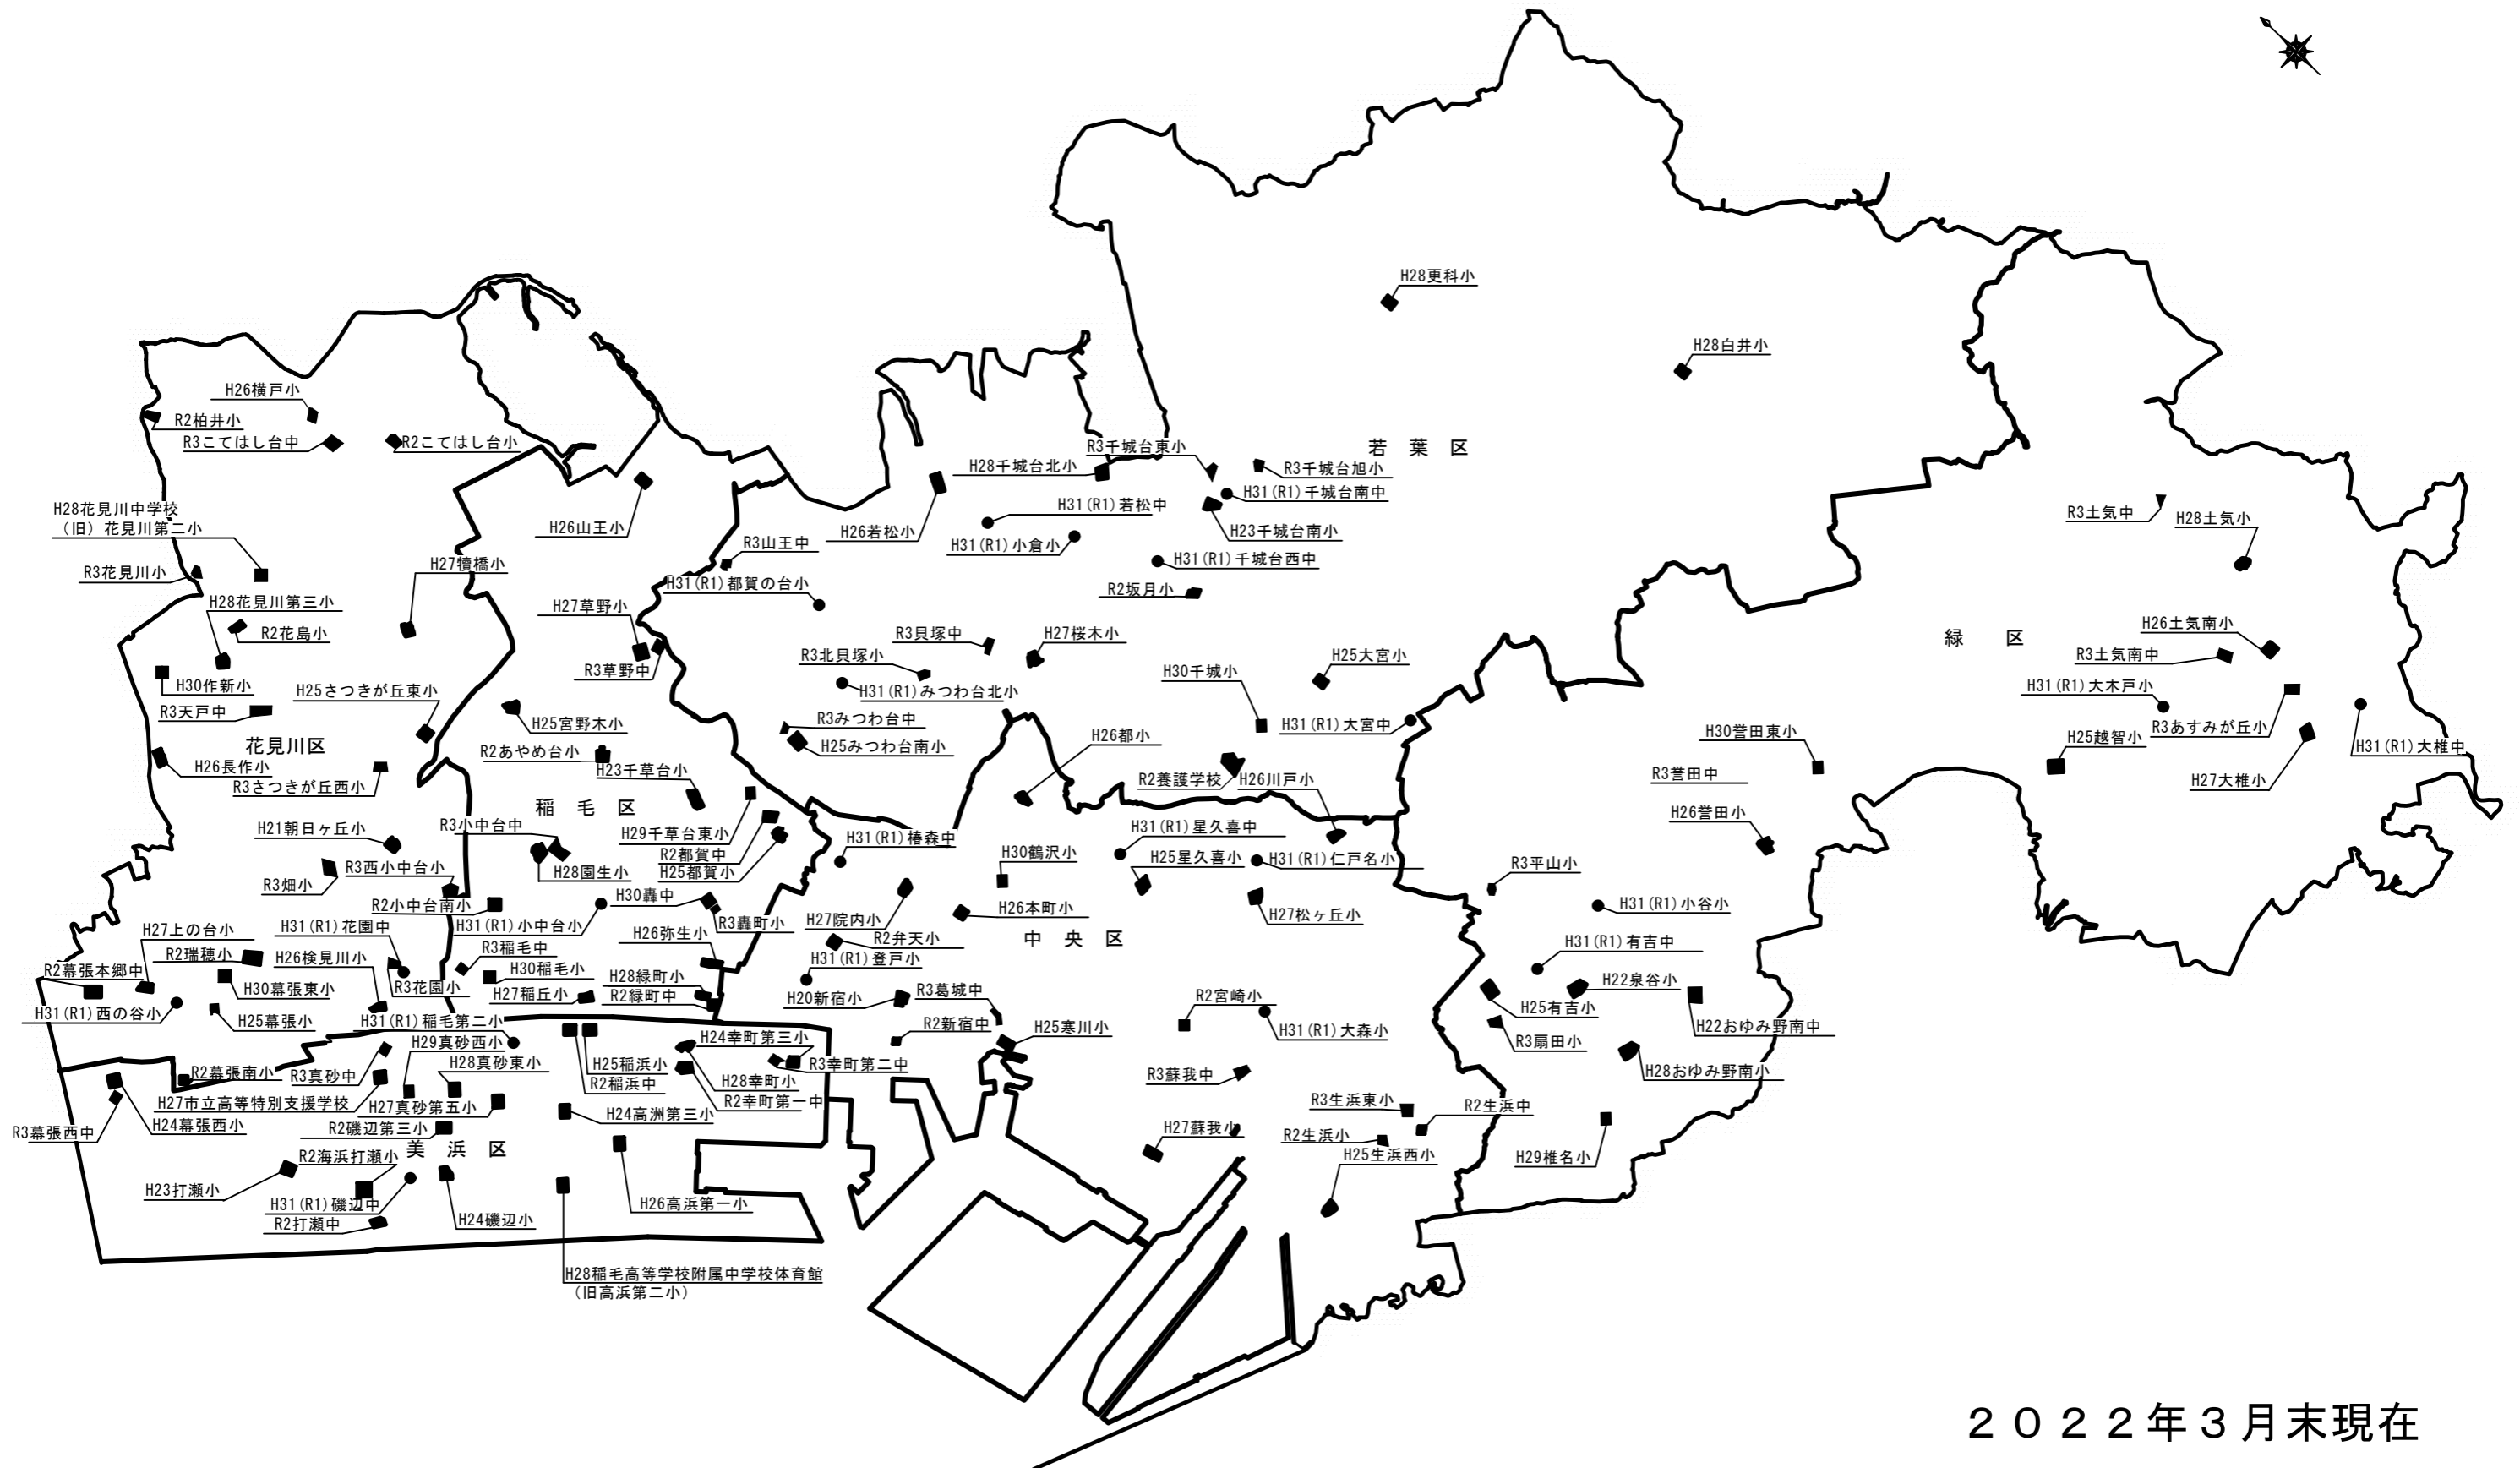 H28更科小
H28白井小
H26横戸小
R2柏井小
R3こてはし台中
R2こてはし台小
若葉区
R3千城台東小
H28千城台北小
R3千城台旭小
H31(R1)千城台南中
H31(R1)若松中
H23千城台南小
H26若松小
H31(R1)小倉小
H31(R1)千城台西中
R2坂月小
H28花見川中学校
（旧）花見川第二小
H26山王小
R3山王中
H31(R1)都賀の台小
R3花見川小
H27犢橋小
H28花見川第三小
R2花島小
H27草野小
R3草野中
R3貝塚中
H27桜木小
R3北貝塚小
H31(R1)みつわ台北小
H30千城小
H25大宮小
H31(R1)大宮中
R3土気中
H28土気小
緑区
H26土気南小
R3土気南中
H31(R1)大木戸小
R3あすみが丘小
H25越智小
H31(R1)大椎中
H27大椎小
H30作新小
R3天戸中
H25さつきが丘東小
花見川区
H26長作小
R3さつきが丘西小
H25宮野木小
R2あやめ台小
H23千草台小
R3みつわ台中
H25みつわ台南小
H26都小
R2養護学校
H26川戸小
H30誉田東小
R3誉田中
H26誉田小
稲毛区
H21朝日ヶ丘小
R3小中台中
H29千草台東小
R2都賀中
H25都賀小
H31(R1)椿森中
H31(R1)星久喜中
H30鶴沢小
H25星久喜小
H31(R1)仁戸名小
R3平山小
R3畑小
R3西小中台小
H28園生小
R2小中台南小
H30轟中
R3轟町小
H31(R1)小中台小
H27院内小
H26本町小
H27松ヶ丘小
H31(R1)小谷小
中央区
H27上の台小
R2瑞穂小
H31(R1)花園中
H26検見川小
R3稲毛中
H26弥生小
R2弁天小
H31(R1)登戸小
H31(R1)有吉中
R2幕張本郷中
H30幕張東小
R3花園小
H30稲毛小
H27稲丘小
H28緑町小
R2緑町中
H20新宿小
R3葛城中
R2宮崎小
H22泉谷小
H25有吉小
H31(R1)西の谷小
H25幕張小
H31(R1)稲毛第二小
R2新宿中
H25寒川小
H31(R1)大森小
R3扇田小
H22おゆみ野南中
H29真砂西小
H28真砂東小
H24幸町第三小
R3幸町第二中
H25稲浜小
R2稲浜中
H28幸町小
R2幸町第一中
H28おゆみ野南小
R2幕張南小
R3真砂中
H27市立高等特別支援学校
H27真砂第五小
H24高洲第三小
R3蘇我中
R3生浜東小
R2生浜中
H24幕張西小
R3幕張西中
R2磯辺第三小
美浜区
H27蘇我小
R2生浜小
H25生浜西小
H29椎名小
R2海浜打瀬小
H23打瀬小
H31(R1)磯辺中
R2打瀬中
H24磯辺小
H26高浜第一小
H28稲毛高等学校附属中学校体育館
（旧高浜第二小）
２０２２年３月末現在